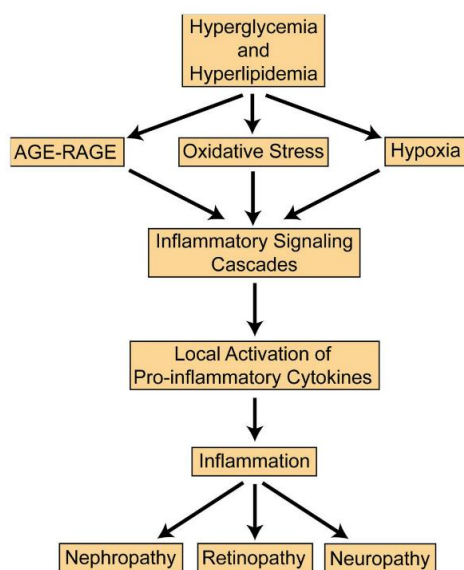 Hyperglycemia
and
Hyperlipidemia
AGE-RAGE
Oxidative Stress
Hypoxia
Inflammatory Signaling
Cascades
Local Activation of
Pro-inflammatory Cytokines
Inflammation
Nephropathy
Retinopathy
Neuropathy